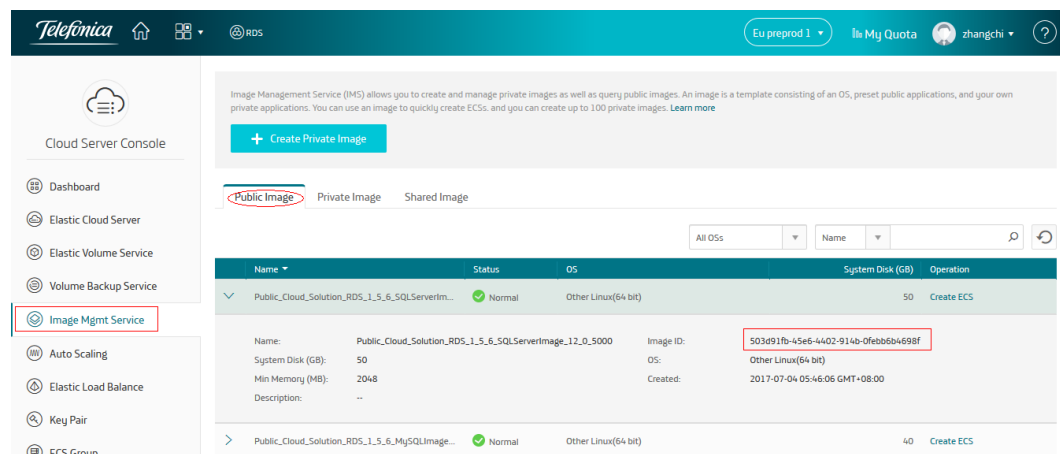 Telefónica
RDS
Eu preprod 1
My Quota
zhangchi
?
Cloud Server Console
Dashboard
Elastic Cloud Server
Elastic Volume Service
Volume Backup Service
Image Mgmt Service
Auto Scaling
Elastic Load Balance
Key Pair
ECS Group
Image Management Service (IMS) allows you to create and manage private images as well as query public images. An image is a template consisting of an OS, preset public applications, and your own
private applications. You can use an image to quickly create ECSs. and you can create up to 100 private images. Learn more
+ Create Private Image
Public Image Private Image Shared Image
All OSs Name
Name Status OS System Disk (GB) Operation
Public_Cloud_Solution_RDS_1_5_6_SQLServerIm... Normal Other Linux(64 bit) 50 Create ECS
Name: Public_Cloud_Solution_RDS_1_5_6_SQLServerImage_12_0_5000 Image ID: 503d91fb-45e6-4402-914b-0febb6b4698f
System Disk (GB): 50 OS: Other Linux(64 bit)
Min Memory (MB): 2048 Created: 2017-07-04 05:46:06 GMT+08:00
Description: --
Public_Cloud_Solution_RDS_1_5_6_MySQLImage... Normal Other Linux(64 bit) 40 Create ECS